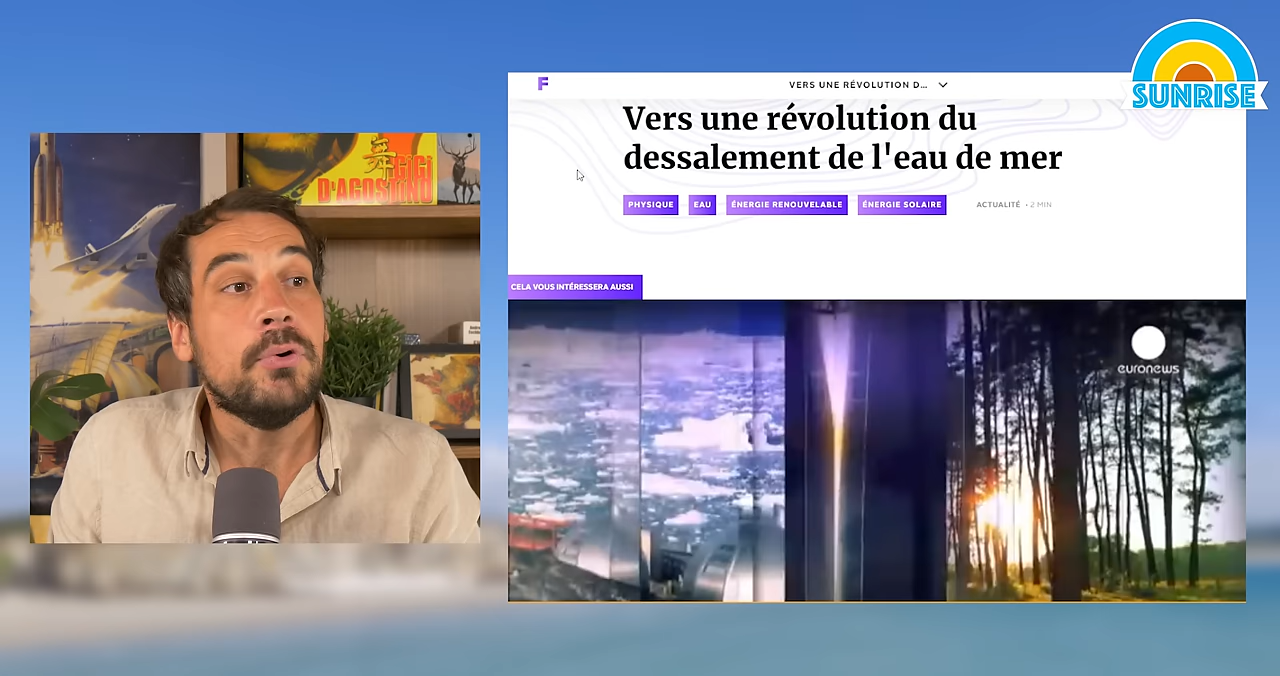 SUNRISE
F
VERS UNE RÉVOLUTION D...
Vers une révolution du
dessalement de l'eau de mer
PHYSIQUE
EAU
ÉNERGIE RENOUVELABLE
ÉNERGIE SOLAIRE
ACTUALITÉ • 2 MIN
CELA VOUS INTÉRESSERA AUSSI
euronews
舞
GiGi
D'AGOSTINO